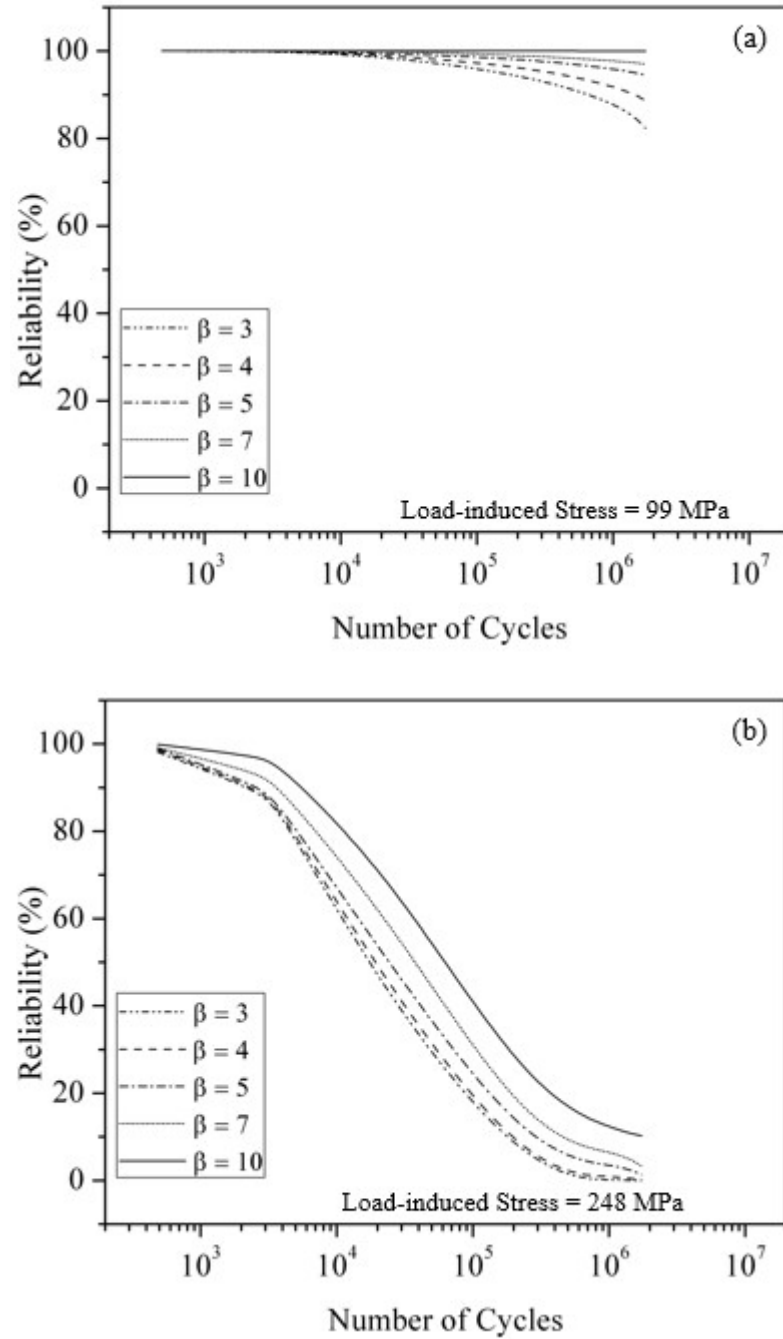 (a)
Reliability (%)
100
80
60
40
20
0
β = 3
β = 4
β = 5
β = 7
β = 10
Load-induced Stress = 99 MPa
10³ 10⁴ 10⁵ 10⁶ 10⁷
Number of Cycles
(b)
Reliability (%)
100
80
60
40
20
0
β = 3
β = 4
β = 5
β = 7
β = 10
Load-induced Stress = 248 MPa
10³ 10⁴ 10⁵ 10⁶ 10⁷
Number of Cycles